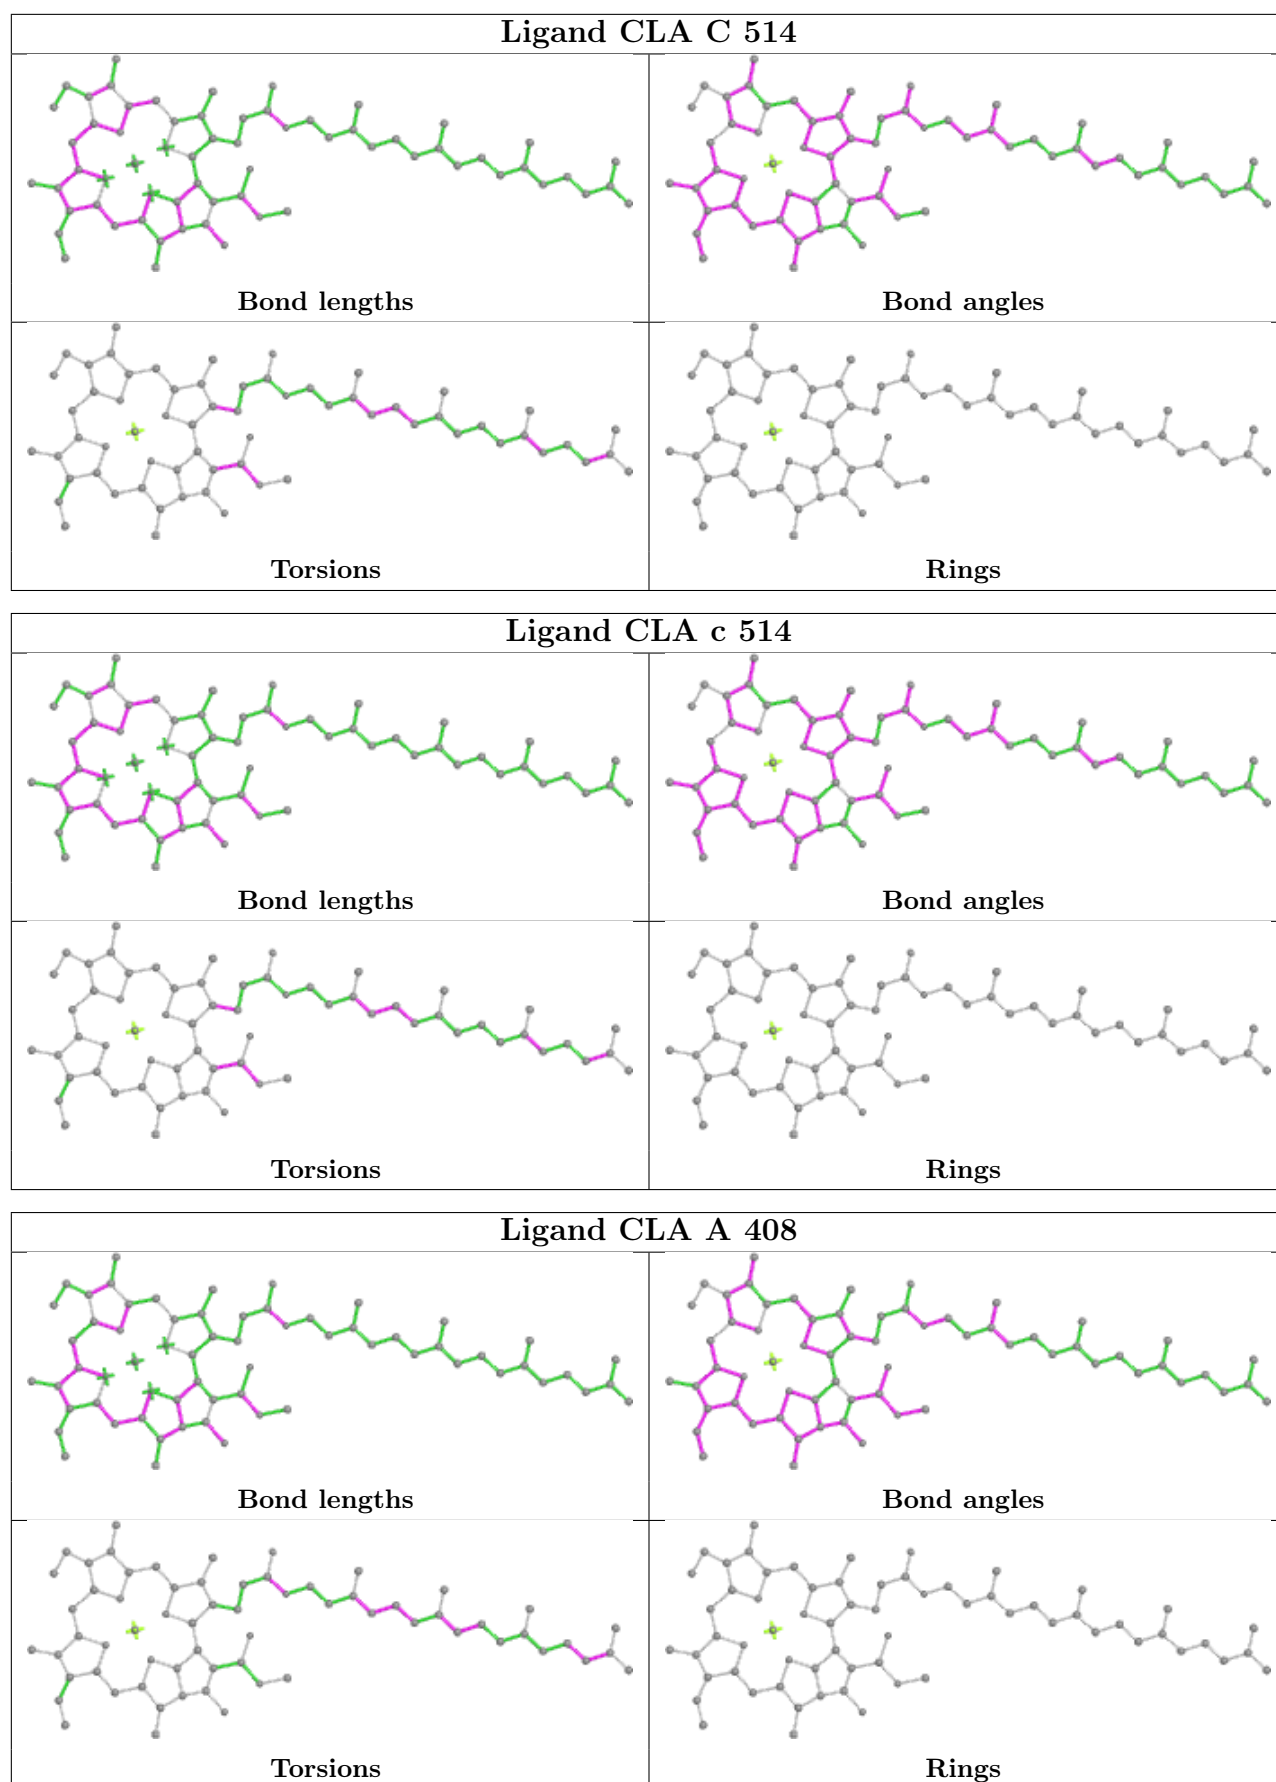 Ligand CLA C 514
Bond lengths
Bond angles
Torsions
Rings
Ligand CLA c 514
Bond lengths
Bond angles
Torsions
Rings
Ligand CLA A 408
Bond lengths
Bond angles
Torsions
Rings